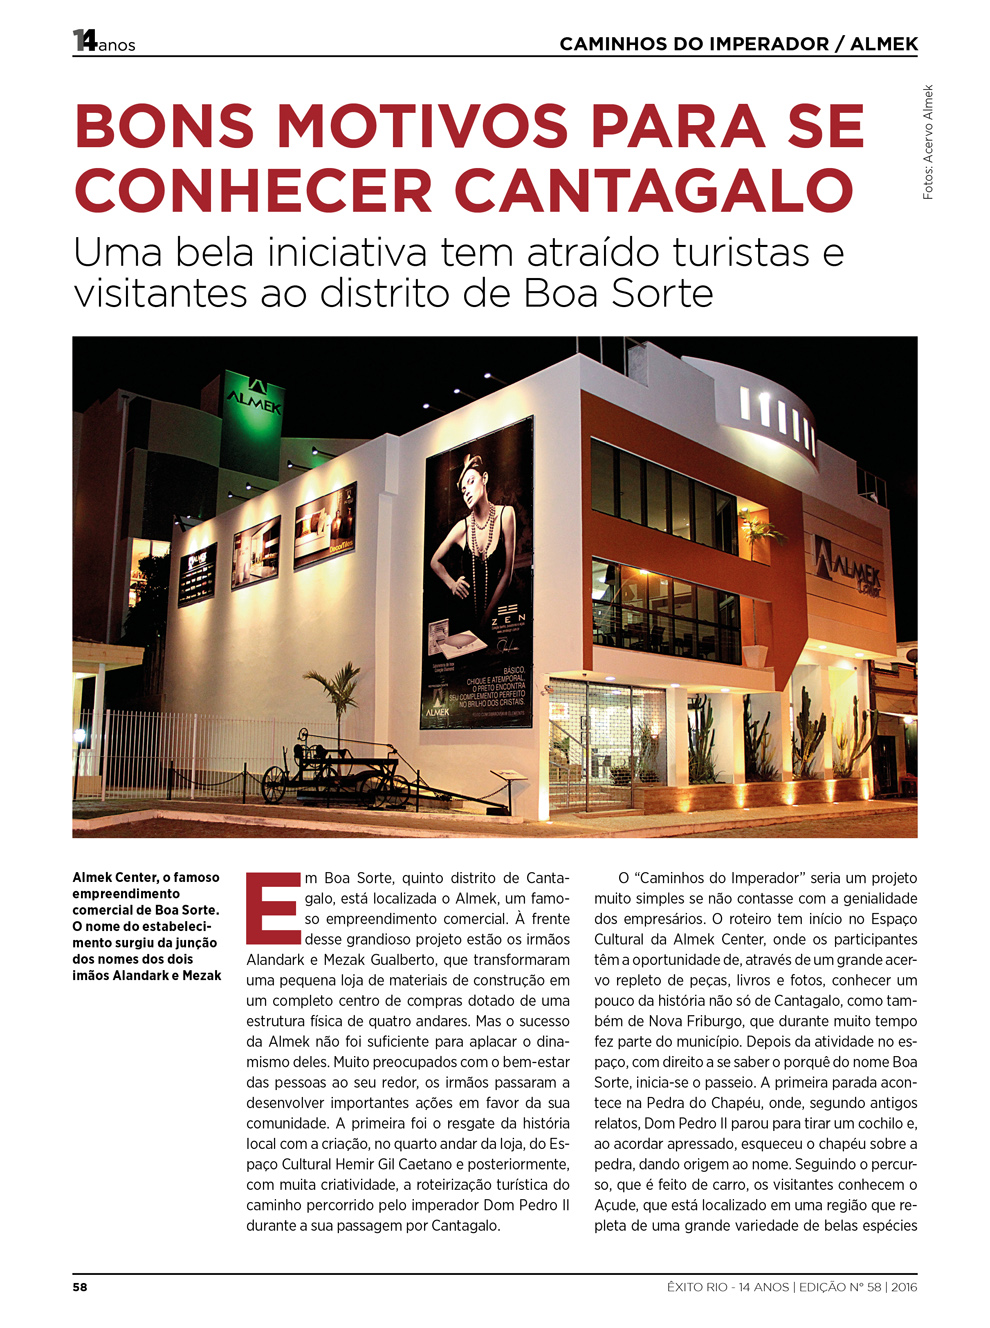 14anos
CAMINHOS DO IMPERADOR / ALMEK
Fotos: Acervo Almek
BONS MOTIVOS PARA SE
CONHECER CANTAGALO
Uma bela iniciativa tem atraído turistas e
visitantes ao distrito de Boa Sorte
ALMEK
DecorTiles
ZEN
BÁSICO,
CHIQUE E ATEMPORAL,
O PRETO ENCONTRA
SEU COMPLEMENTO PERFEITO
NO BRILHO DOS CRISTAIS.
ALMEK
ALMEK
Center
Almek Center, o famoso
empreendimento
comercial de Boa Sorte.
O nome do estabeleci-
mento surgiu da junção
dos nomes dos dois
imãos Alandark e Mezak
Em Boa Sorte, quinto distrito de Canta-
galo, está localizada o Almek, um famo-
so empreendimento comercial. À frente
desse grandioso projeto estão os irmãos
Alandark e Mezak Gualberto, que transformaram
uma pequena loja de materiais de construção em
um completo centro de compras dotado de uma
estrutura física de quatro andares. Mas o sucesso
da Almek não foi suficiente para aplacar o dina-
mismo deles. Muito preocupados com o bem-estar
das pessoas ao seu redor, os irmãos passaram a
desenvolver importantes ações em favor da sua
comunidade. A primeira foi o resgate da história
local com a criação, no quarto andar da loja, do Es-
paço Cultural Hemir Gil Caetano e posteriormente,
com muita criatividade, a roteirização turística do
caminho percorrido pelo imperador Dom Pedro II
durante a sua passagem por Cantagalo.
O “Caminhos do Imperador” seria um projeto
muito simples se não contasse com a genialidade
dos empresários. O roteiro tem início no Espaço
Cultural da Almek Center, onde os participantes
têm a oportunidade de, através de um grande acer-
vo repleto de peças, livros e fotos, conhecer um
pouco da história não só de Cantagalo, como tam-
bém de Nova Friburgo, que durante muito tempo
fez parte do município. Depois da atividade no es-
paço, com direito a se saber o porquê do nome Boa
Sorte, inicia-se o passeio. A primeira parada acon-
tece na Pedra do Chapéu, onde, segundo antigos
relatos, Dom Pedro II parou para tirar um cochilo e,
ao acordar apressado, esqueceu o chapéu sobre a
pedra, dando origem ao nome. Seguindo o percur-
so, que é feito de carro, os visitantes conhecem o
Açude, que está localizado em uma região que re-
pleta de uma grande variedade de belas espécies
58
ÊXITO RIO - 14 ANOS | EDIÇÃO Nº 58 | 2016